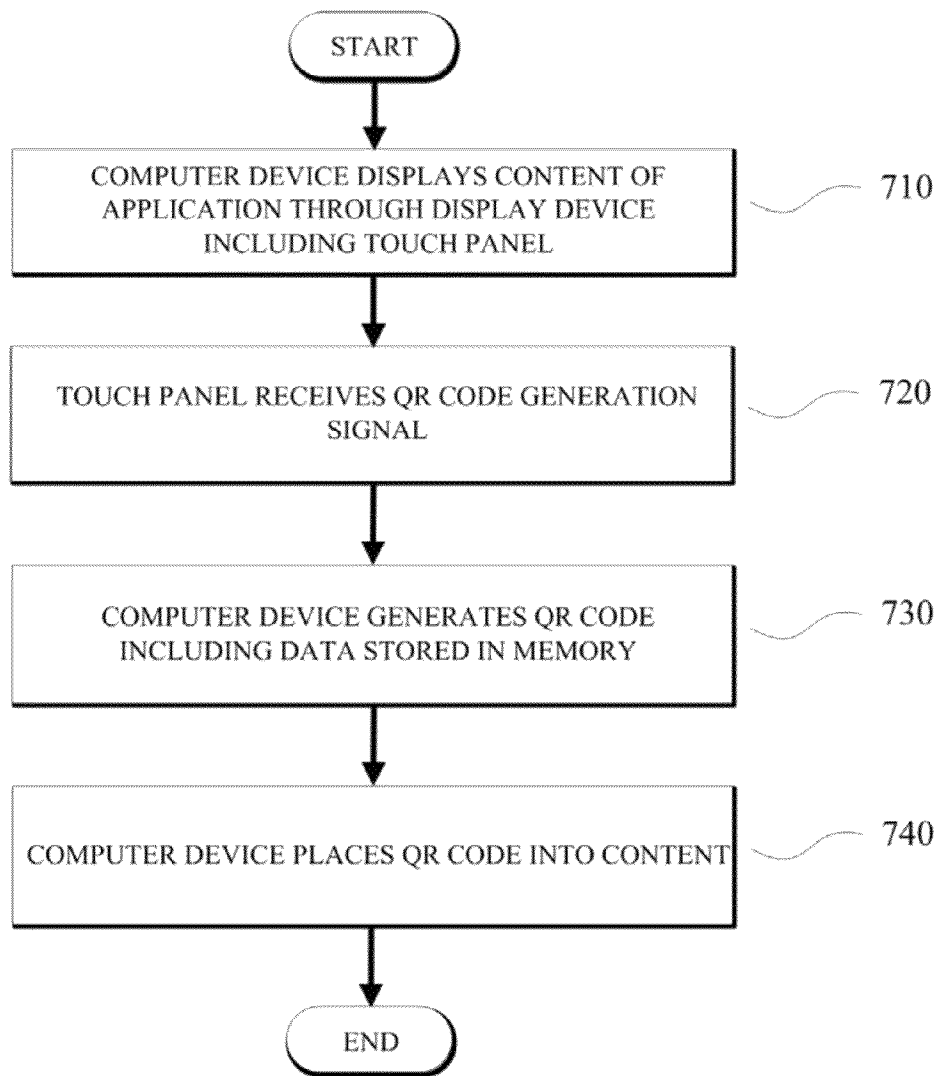 START
COMPUTER DEVICE DISPLAYS CONTENT OF
APPLICATION THROUGH DISPLAY DEVICE
INCLUDING TOUCH PANEL
710
TOUCH PANEL RECEIVES QR CODE GENERATION
SIGNAL
720
COMPUTER DEVICE GENERATES QR CODE
INCLUDING DATA STORED IN MEMORY
730
COMPUTER DEVICE PLACES QR CODE INTO CONTENT
740
END